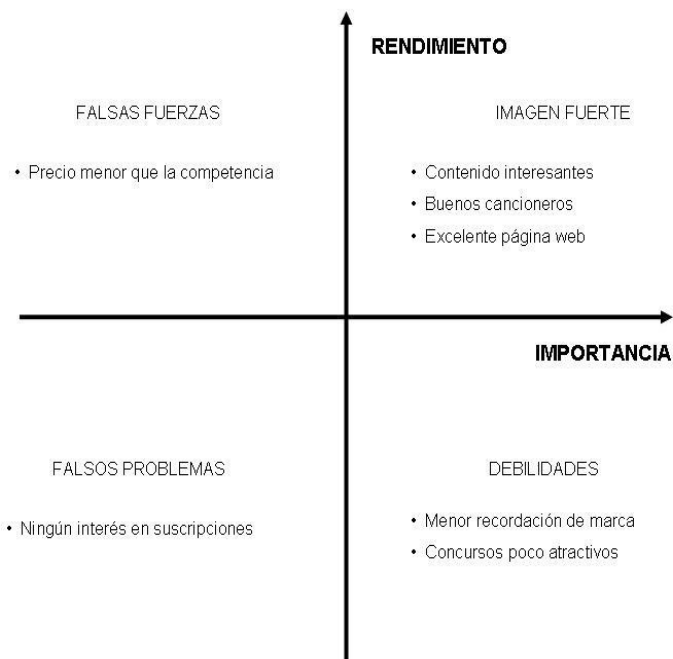 RENDIMIENTO
FALSAS FUERZAS
• Precio menor que la competencia
IMAGEN FUERTE
• Contenido interesantes
• Buenos cancioneros
• Excelente página web
IMPORTANCIA
FALSOS PROBLEMAS
• Ningún interés en suscripciones
DEBILIDADES
• Menor recordación de marca
• Concursos poco atractivos